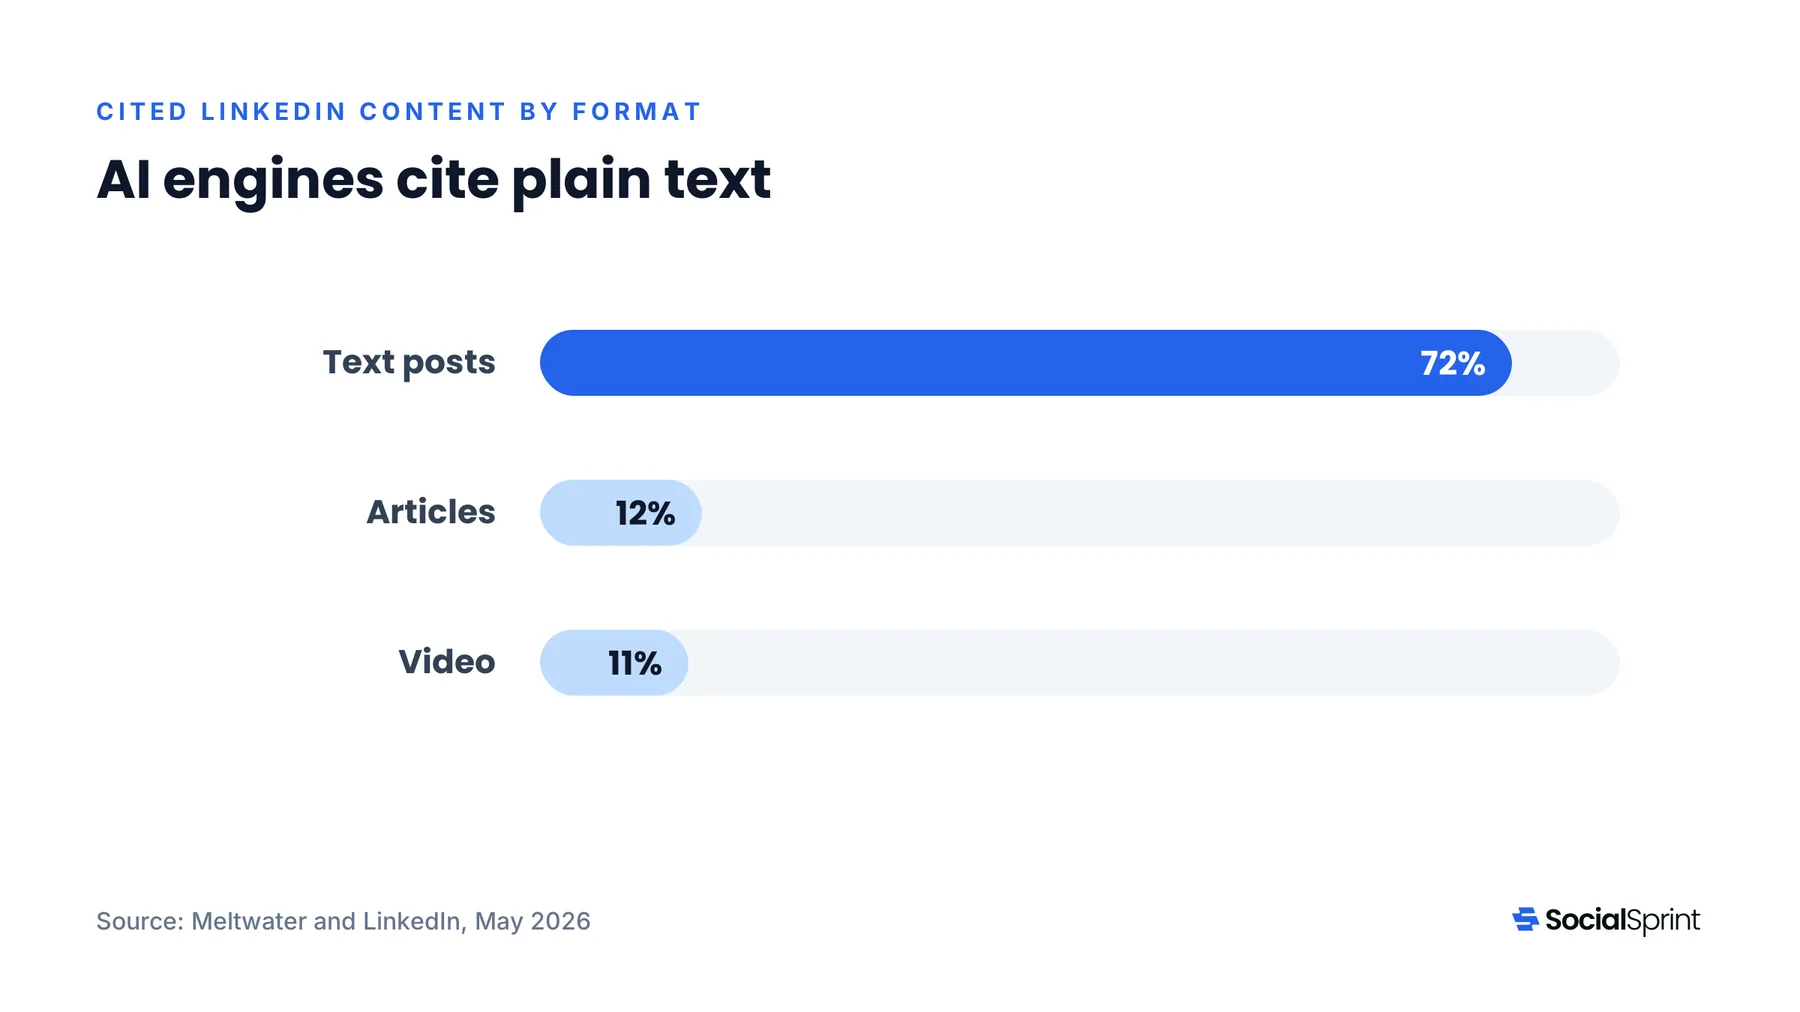 CITED LINKEDIN CONTENT BY FORMAT
AI engines cite plain text
Text posts 72%
Articles 12%
Video 11%
Source: Meltwater and LinkedIn, May 2026
SocialSprint